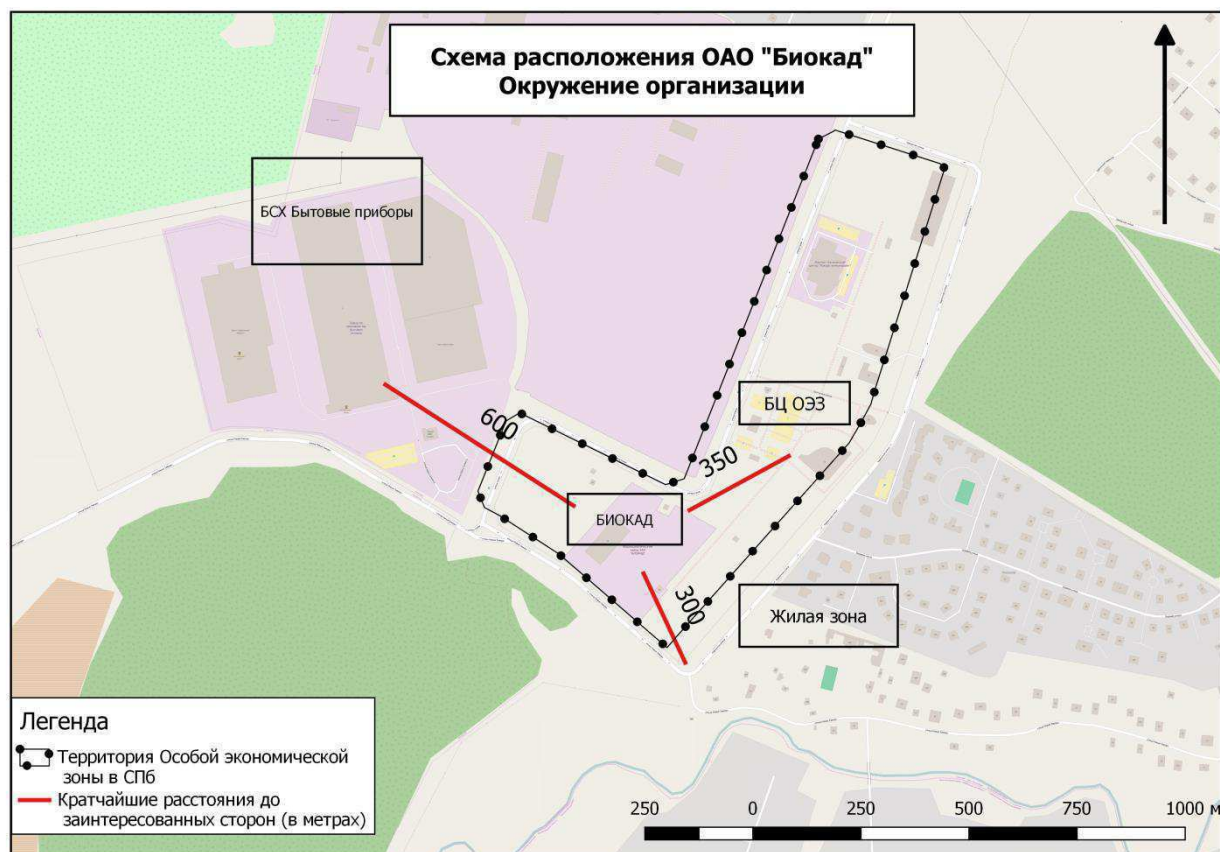 Схема расположения ОАО "Биокад"
Окружение организации
БСХ Бытовые приборы
БЦ ОЭЗ
600
350
БИОКАД
300
Жилая зона
Легенда
Территория Особой экономической
зоны в СПб
Кратчайшие расстояния до
заинтересованных сторон (в метрах)
250 0 250 500 750 1000 м